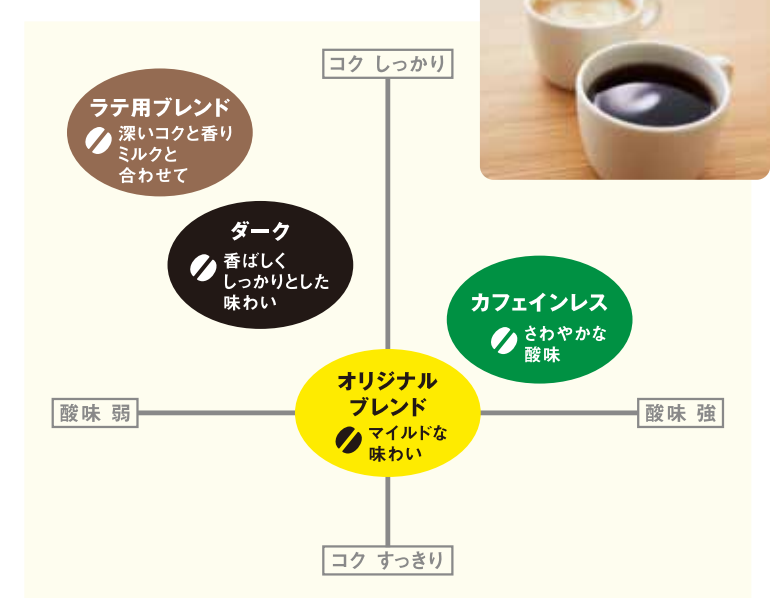 コク しっかり
ラテ用ブレンド
深いコクと香り
ミルクと
合わせて
ダーク
香ばしく
しっかりとした
味わい
カフェインレス
さわやかな
酸味
オリジナル
ブレンド
マイルドな
味わい
酸味 弱
酸味 強
コク すっきり